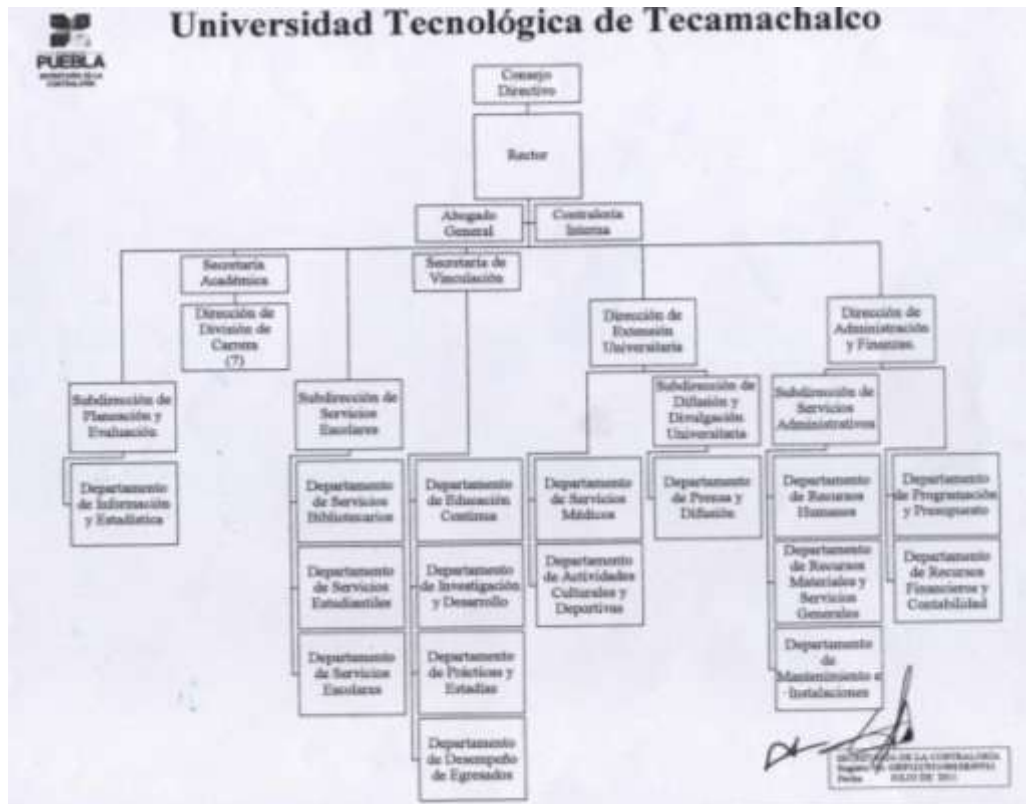 Universidad Tecnológica de Tecamachalco
PUEBLA
Consejo
Directivo
Rector
Abogado
General
Contraloría
Interna
Secretaría
Académica
Secretaría de
Vinculación
Dirección de
División de
Carrera
(7)
Dirección de
Extensión
Universitaria
Dirección de
Administración
y Finanzas.
Subdirección de
Planeación y
Evaluación
Subdirección de
Servicios
Escolares
Subdirección de
Difusión y
Divulgación
Universitaria
Subdirección de
Servicios
Administrativos
Departamento
de Información
y Estadística
Departamento
de Servicios
Bibliotecarios
Departamento
de Educación
Continua
Departamento
de Servicios
Médicos
Departamento
de Prensa y
Difusión
Departamento
de Recursos
Humanos
Departamento
de Programación
y Presupuesto
Departamento
de Servicios
Estudiantiles
Departamento
de Investigación
y Desarrollo
Departamento
de Actividades
Culturales y
Deportivas
Departamento
de Recursos
Materiales y
Servicios
Generales
Departamento
de Recursos
Financieros y
Contabilidad
Departamento
de Servicios
Escolares
Departamento
de Prácticas y
Estadías
Departamento
de
Mantenimiento e
Instalaciones
Departamento
de Desempeño
de Egresados
DE LA CONTRALORÍA
JULIO DE